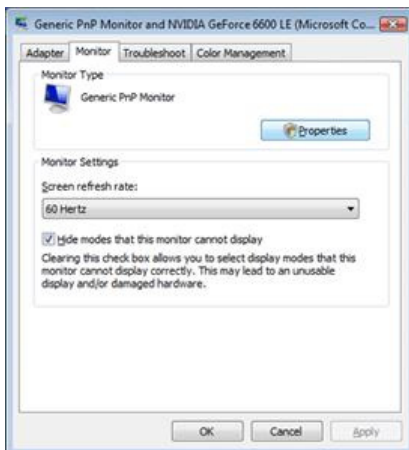 Generic PnP Monitor and NVIDIA GeForce 6600 LE (Microsoft Co...
Adapter Monitor Troubleshoot Color Management
Monitor Type
Generic PnP Monitor
Properties
Monitor Settings
Screen refresh rate:
60 Hertz
Hide modes that this monitor cannot display
Clearing this check box allows you to select display modes that this
monitor cannot display correctly. This may lead to an unusable
display and/or damaged hardware.
OK Cancel Apply